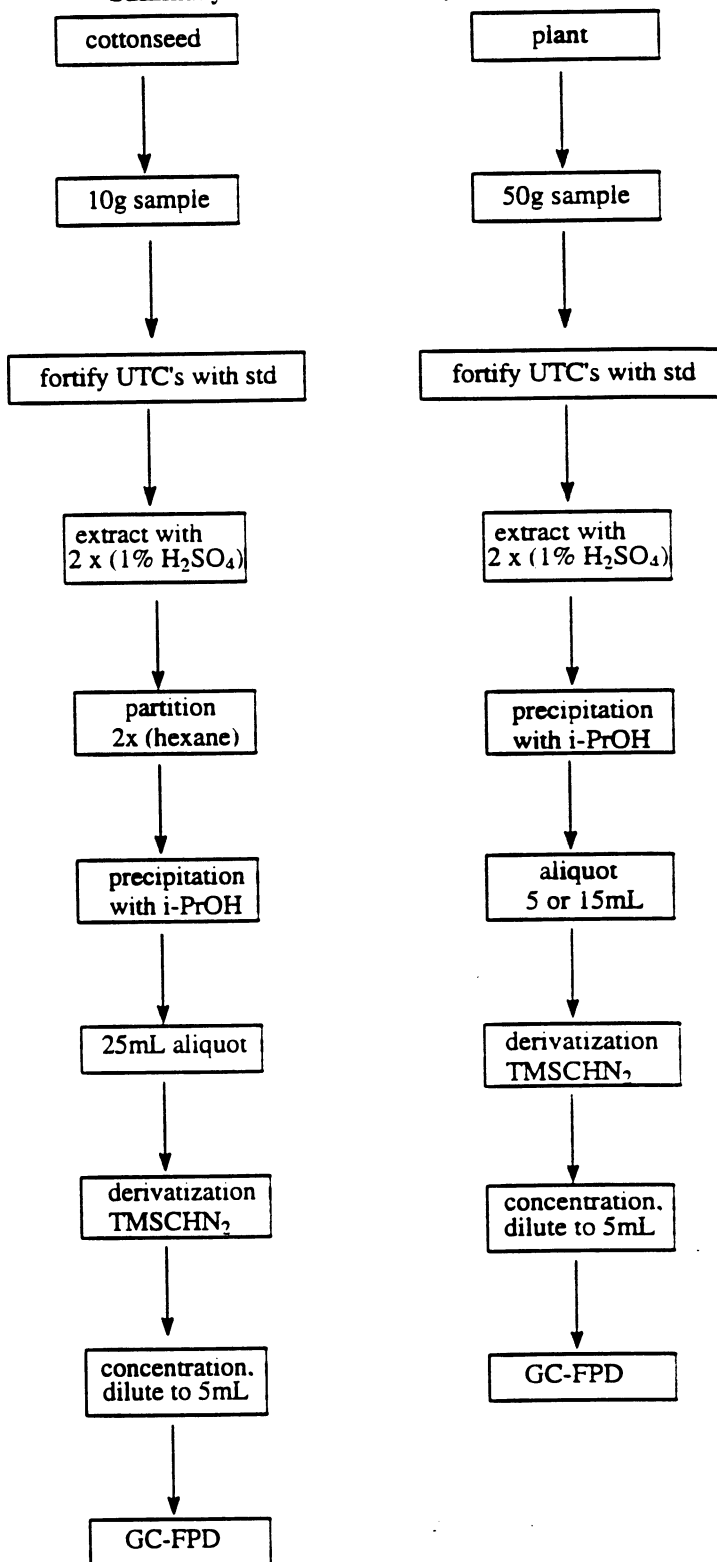 Summary
cottonseed
10g sample
fortify UTC's with std
extract with
2 x (1% H₂SO₄)
partition
2x (hexane)
precipitation
with i-PrOH
25mL aliquot
derivatization
TMSCHN₂
concentration.
dilute to 5mL
GC-FPD
plant
50g sample
fortify UTC's with std
extract with
2 x (1% H₂SO₄)
precipitation
with i-PrOH
aliquot
5 or 15mL
derivatization
TMSCHN₂
concentration.
dilute to 5mL
GC-FPD